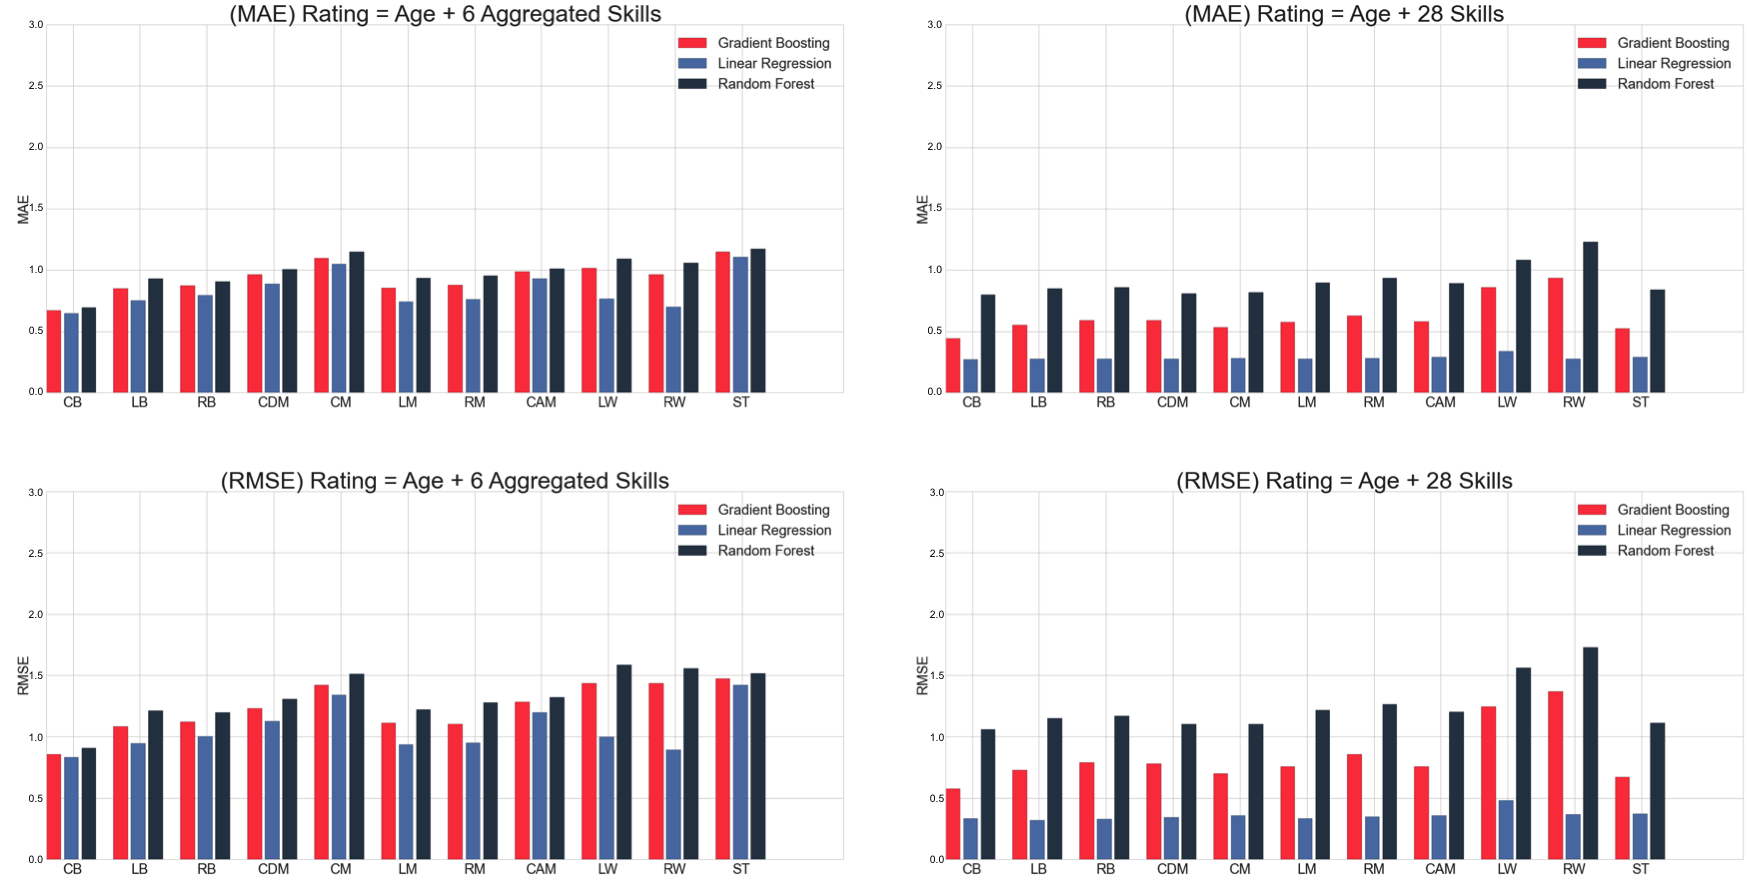 (MAE) Rating = Age + 6 Aggregated Skills
3.0
2.5
2.0
1.5
1.0
0.5
0.0
MAE
Gradient Boosting
Linear Regression
Random Forest
CB LB RB CDM CM LM RM CAM LW RW ST
(MAE) Rating = Age + 28 Skills
3.0
2.5
2.0
1.5
1.0
0.5
0.0
MAE
Gradient Boosting
Linear Regression
Random Forest
CB LB RB CDM CM LM RM CAM LW RW ST
(RMSE) Rating = Age + 6 Aggregated Skills
3.0
2.5
2.0
1.5
1.0
0.5
0.0
RMSE
Gradient Boosting
Linear Regression
Random Forest
CB LB RB CDM CM LM RM CAM LW RW ST
(RMSE) Rating = Age + 28 Skills
3.0
2.5
2.0
1.5
1.0
0.5
0.0
RMSE
Gradient Boosting
Linear Regression
Random Forest
CB LB RB CDM CM LM RM CAM LW RW ST